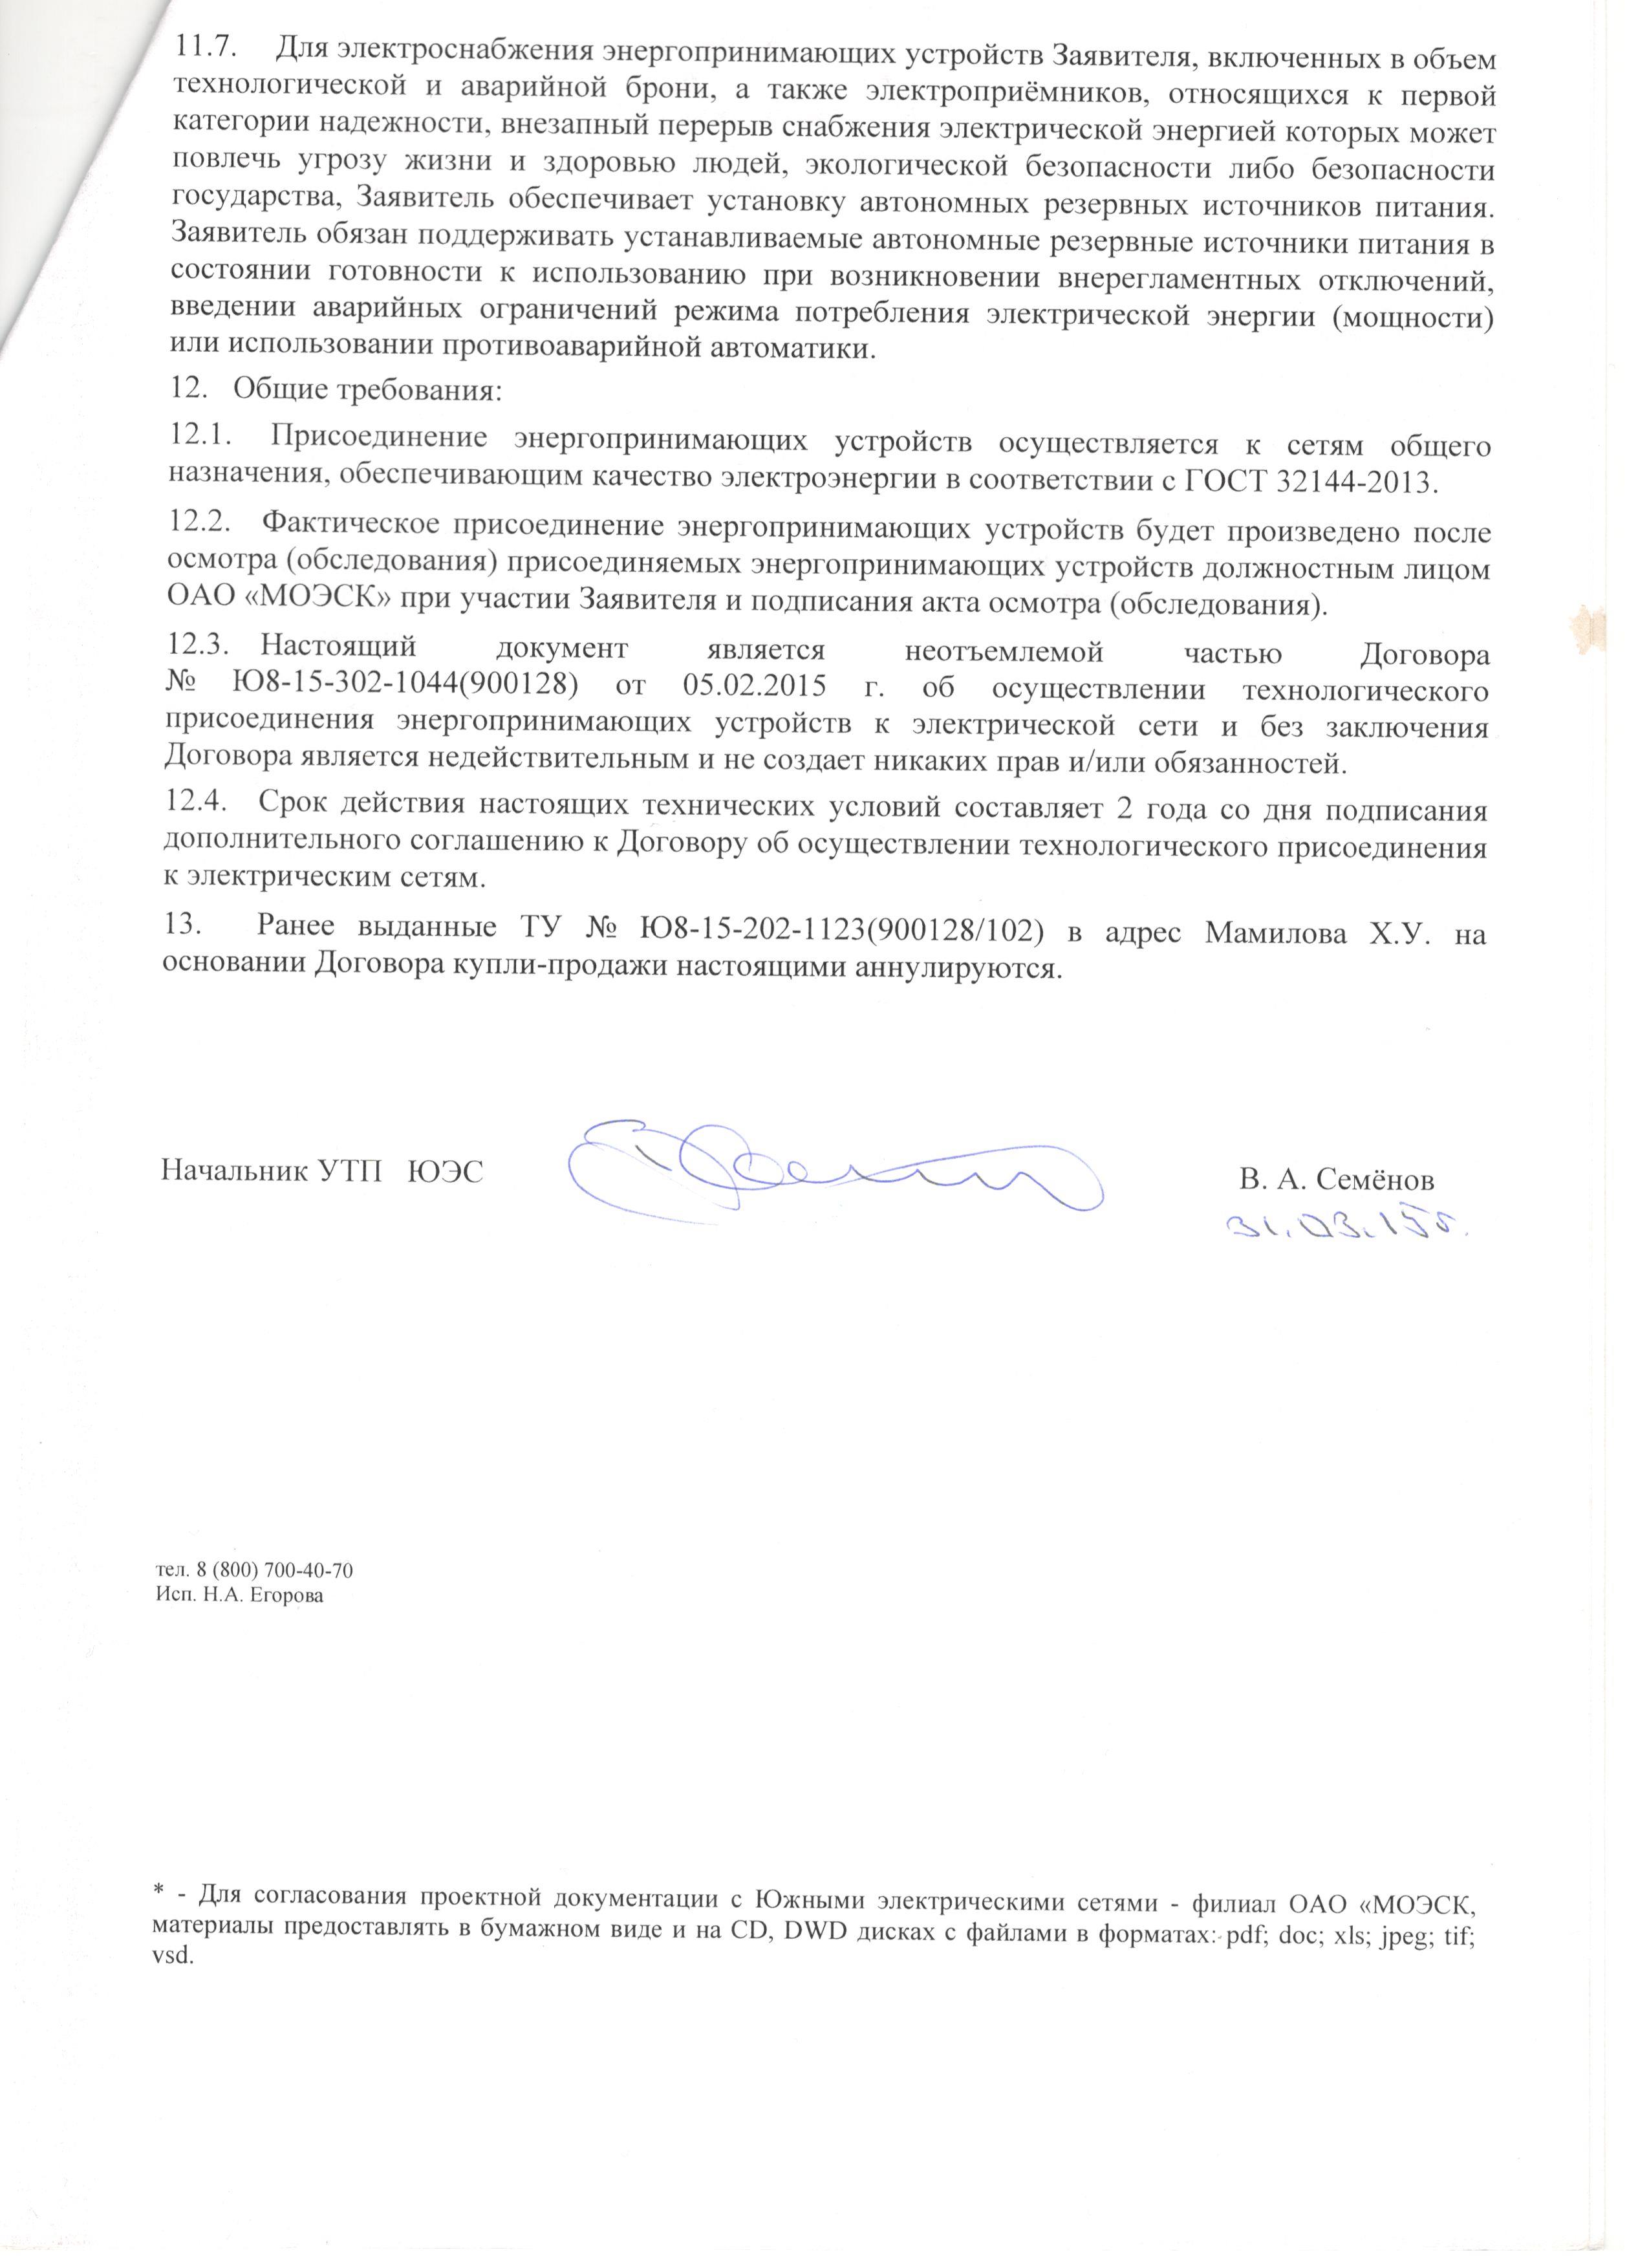 11.7. Для электроснабжения энергопринимающих устройств Заявителя, включенных в объем
технологической и аварийной брони, а также электроприёмников, относящихся к первой
категории надежности, внезапный перерыв снабжения электрической энергией которых может
повлечь угрозу жизни и здоровью людей, экологической безопасности либо безопасности
государства, Заявитель обеспечивает установку автономных резервных источников питания.
Заявитель обязан поддерживать устанавливаемые автономные резервные источники питания в
состоянии готовности к использованию при возникновении внерегламентных отключений,
введении аварийных ограничений режима потребления электрической энергии (мощности)
или использовании противоаварийной автоматики.
12. Общие требования:
12.1. Присоединение энергопринимающих устройств осуществляется к сетям общего
назначения, обеспечивающим качество электроэнергии в соответствии с ГОСТ 32144-2013.
12.2. Фактическое присоединение энергопринимающих устройств будет произведено после
осмотра (обследования) присоединяемых энергопринимающих устройств должностным лицом
ОАО «МОЭСК» при участии Заявителя и подписания акта осмотра (обследования).
12.3. Настоящий документ является неотъемлемой частью Договора
№ Ю8-15-302-1044(900128) от 05.02.2015 г. об осуществлении технологического
присоединения энергопринимающих устройств к электрической сети и без заключения
Договора является недействительным и не создает никаких прав и/или обязанностей.
12.4. Срок действия настоящих технических условий составляет 2 года со дня подписания
дополнительного соглашению к Договору об осуществлении технологического присоединения
к электрическим сетям.
13. Ранее выданные ТУ № Ю8-15-202-1123(900128/102) в адрес Мамилова Х.У. на
основании Договора купли-продажи настоящими аннулируются.
Начальник УТП ЮЭС
В. А. Семёнов
31.03.15г.
тел. 8 (800) 700-40-70
Исп. Н.А. Егорова
* - Для согласования проектной документации с Южными электрическими сетями - филиал ОАО «МОЭСК,
материалы предоставлять в бумажном виде и на CD, DWD дисках с файлами в форматах: pdf; doc; xls; jpeg; tif;
vsd.